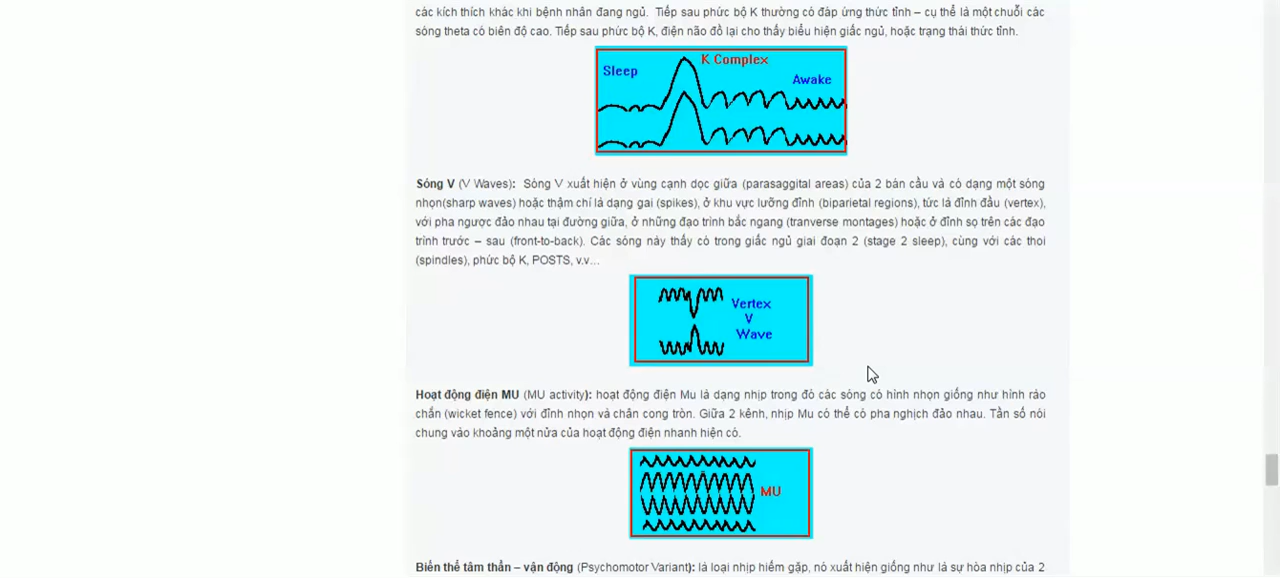 các kích thích khác khi bệnh nhân đang ngủ. Tiếp sau phức bộ K thường có đáp ứng thức tỉnh – cụ thể là một chuỗi các
sóng theta có biên độ cao. Tiếp sau phức bộ K, điện não đồ lại cho thấy biểu hiện giấc ngủ, hoặc trạng thái thức tỉnh.
K Complex
Sleep
Awake
Sóng V (V Waves): Sóng V xuất hiện ở vùng cạnh dọc giữa (parasaggital areas) của 2 bán cầu và có dạng một sóng
nhọn(sharp waves) hoặc thậm chí là dạng gai (spikes), ở khu vực lưỡng đỉnh (biparietal regions), tức là đỉnh đầu (vertex),
với pha ngược đảo nhau tại đường giữa, ở những đạo trình bắc ngang (tranverse montages) hoặc ở đỉnh sọ trên các đạo
trình trước – sau (front-to-back). Các sóng này thấy có trong giấc ngủ giai đoạn 2 (stage 2 sleep), cùng với các thoi
(spindles), phức bộ K, POSTS, v.v…
Vertex
V
Wave
Hoạt động điện MU (MU activity): hoạt động điện Mu là dạng nhịp trong đó các sóng có hình nhọn giống như hình rào
chắn (wicket fence) với đỉnh nhọn và chân cong tròn. Giữa 2 kênh, nhịp Mu có thể có pha nghịch đảo nhau. Tần số nói
chung vào khoảng một nửa của hoạt động điện nhanh hiện có.
MU
Biến thể tâm thần – vận động (Psychomotor Variant): là loại nhịp hiếm gặp, nó xuất hiện giống như là sự hòa nhịp của 2